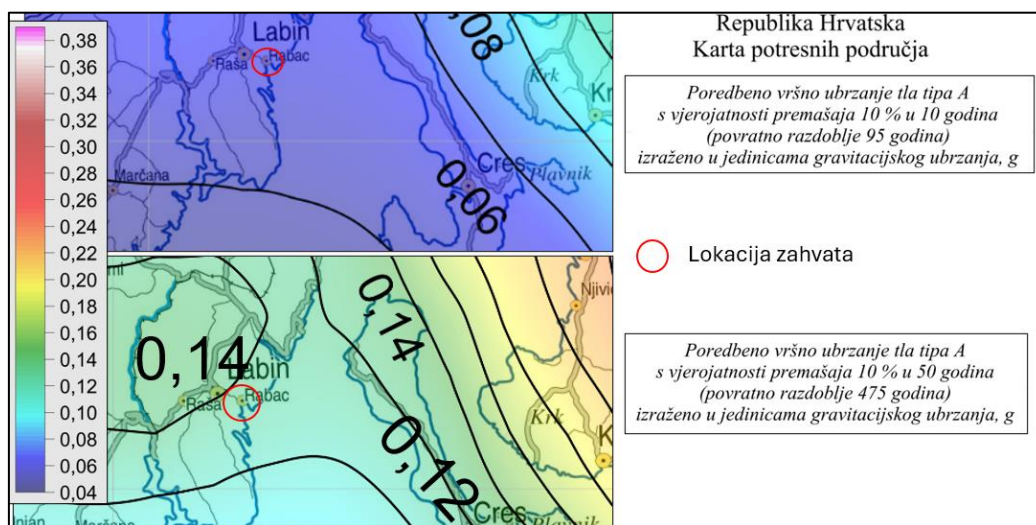 0,38
0,36
0,34
0,32
0,30
0,28
0,26
0,24
0,22
0,20
0,18
0,16
0,14
0,12
0,10
0,08
0,06
0,04
Labin
Raša
Rabac
Marčana
0,08
Krk
Kr
Cres
Plavnik
0,06
0,14
Labin
Raša
Rabac
0,14
0,12
Njivic
Krk
K
Cres
Plavnik
Marčana
Republika Hrvatska
Karta potresnih područja
Poredbeno vršno ubrzanje tla tipa A
s vjerojatnosti premašaja 10 % u 10 godina
(povratno razdoblje 95 godina)
izraženo u jedinicama gravitacijskog ubrzanja, g
Lokacija zahvata
Poredbeno vršno ubrzanje tla tipa A
s vjerojatnosti premašaja 10 % u 50 godina
(povratno razdoblje 475 godina)
izraženo u jedinicama gravitacijskog ubrzanja, g